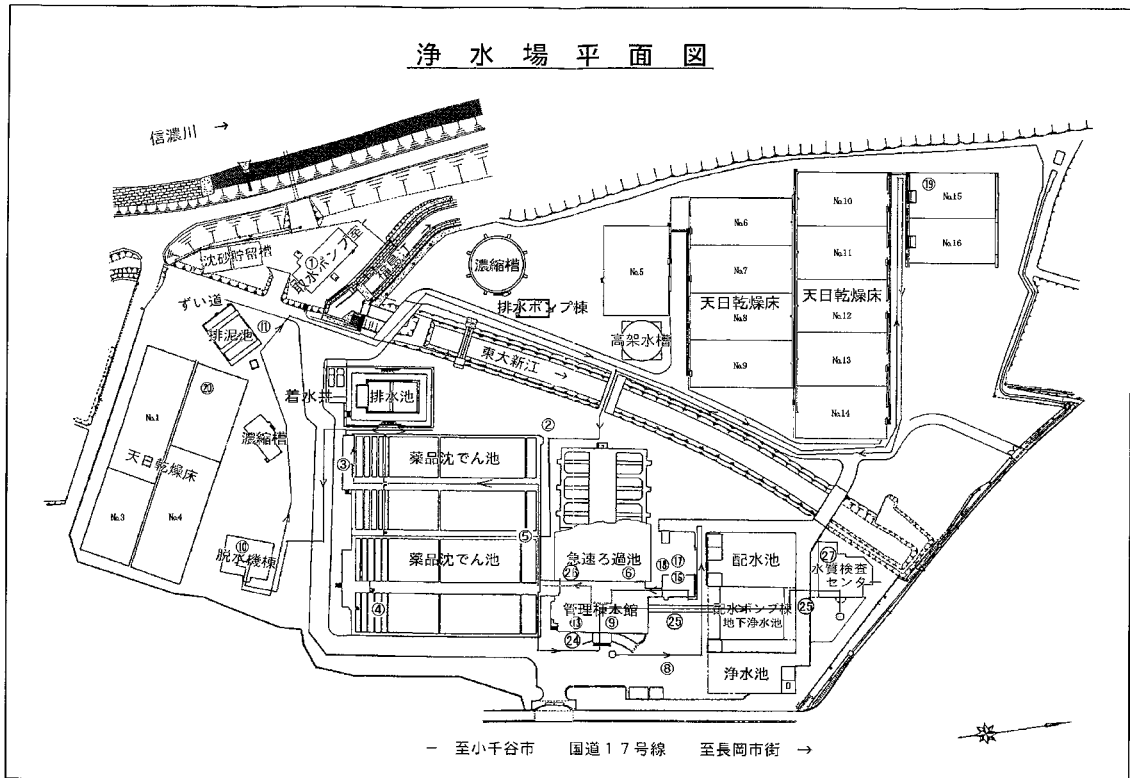 浄水場平面図
信濃川 →
沈砂貯留槽
①
取水ポンプ室
濃縮槽
排水ポンプ棟
高架水槽
No.5
No.6
No.7
天日乾燥床
No.8
No.9
No.10
No.11
天日乾燥床
No.12
No.13
No.14
⑲
No.15
No.16
ずい道
⑪
排泥池
東大新江 →
⑳
No.1
天日乾燥床
No.3
No.4
濃縮槽
⑩
脱水機棟
着水井
排水池
②
③
薬品沈でん池
⑤
薬品沈でん池
④
急速ろ過池
⑥
⑱
⑰
⑯
管理棟本館
⑨
㉔
㉕
⑧
配水池
配水ポンプ棟
地下浄水池
浄水池
㉗
水質検査
センター
㉕
─ 至小千谷市 国道17号線 至長岡市街 →